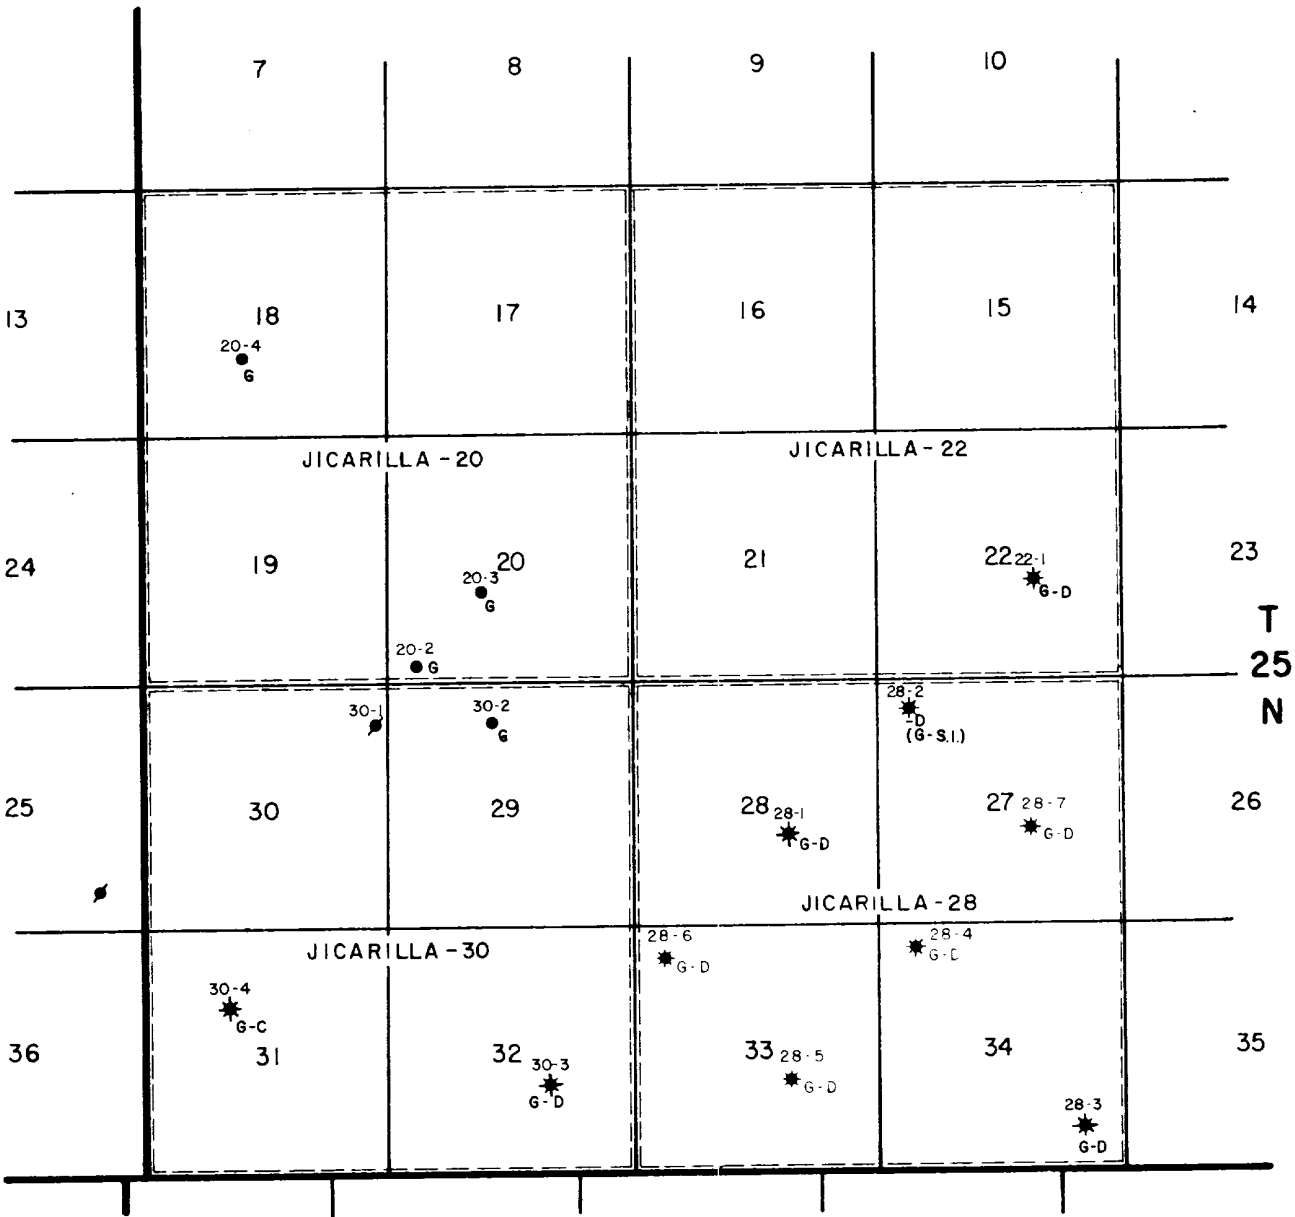 7 8 9 10
13 18 17 16 15 14
20-4
G
JICARILLA-20 JICARILLA-22
24 19 20 21 22 22-1 23
20-3
G G-D
20-2 G
T
25
N
30-1 30-2 28-2
G -D
(G-S.I.)
25 30 29 28 28-1 27 28-7 26
G-D G-D
JICARILLA-28
JICARILLA-30 28-6 28-4
G-D G-D
30-4
G-C
36 31 32 30-3 33 28-5 34 35
G-D G-D
28-3
G-D